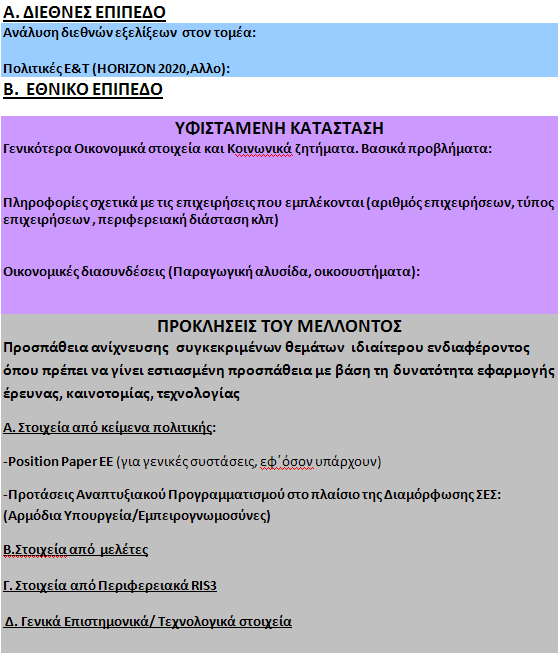 Α. ΔΙΕΘΝΕΣ ΕΠΙΠΕΔΟ
Ανάλυση διεθνών εξελίξεων στον τομέα:
Πολιτικές Ε&Τ (HORIZON 2020,Αλλο):
Β. ΕΘΝΙΚΟ ΕΠΙΠΕΔΟ
ΥΦΙΣΤΑΜΕΝΗ ΚΑΤΑΣΤΑΣΗ
Γενικότερα Οικονομικά στοιχεία και Κοινωνικά ζητήματα. Βασικά προβλήματα:
Πληροφορίες σχετικά με τις επιχειρήσεις που εμπλέκονται (αριθμός επιχειρήσεων, τύπος
επιχειρήσεων , περιφερειακή διάσταση κλπ)
Οικονομικές διασυνδέσεις (Παραγωγική αλυσίδα, οικοσυστήματα):
ΠΡΟΚΛΗΣΕΙΣ ΤΟΥ ΜΕΛΛΟΝΤΟΣ
Προσπάθεια ανίχνευσης συγκεκριμένων θεμάτων ιδιαίτερου ενδιαφέροντος
όπου πρέπει να γίνει εστιασμένη προσπάθεια με βάση τη δυνατότητα εφαρμογής
έρευνας, καινοτομίας, τεχνολογίας
Α. Στοιχεία από κείμενα πολιτικής:
-Position Paper ΕΕ (για γενικές συστάσεις, εφ΄όσον υπάρχουν)
-Προτάσεις Αναπτυξιακού Προγραμματισμού στο πλαίσιο της Διαμόρφωσης ΣΕΣ:
(Αρμόδια Υπουργεία/Εμπειρογνωμοσύνες)
Β.Στοιχεία από μελέτες
Γ. Στοιχεία από Περιφερειακά RIS3
Δ. Γενικά Επιστημονικά/ Τεχνολογικά στοιχεία